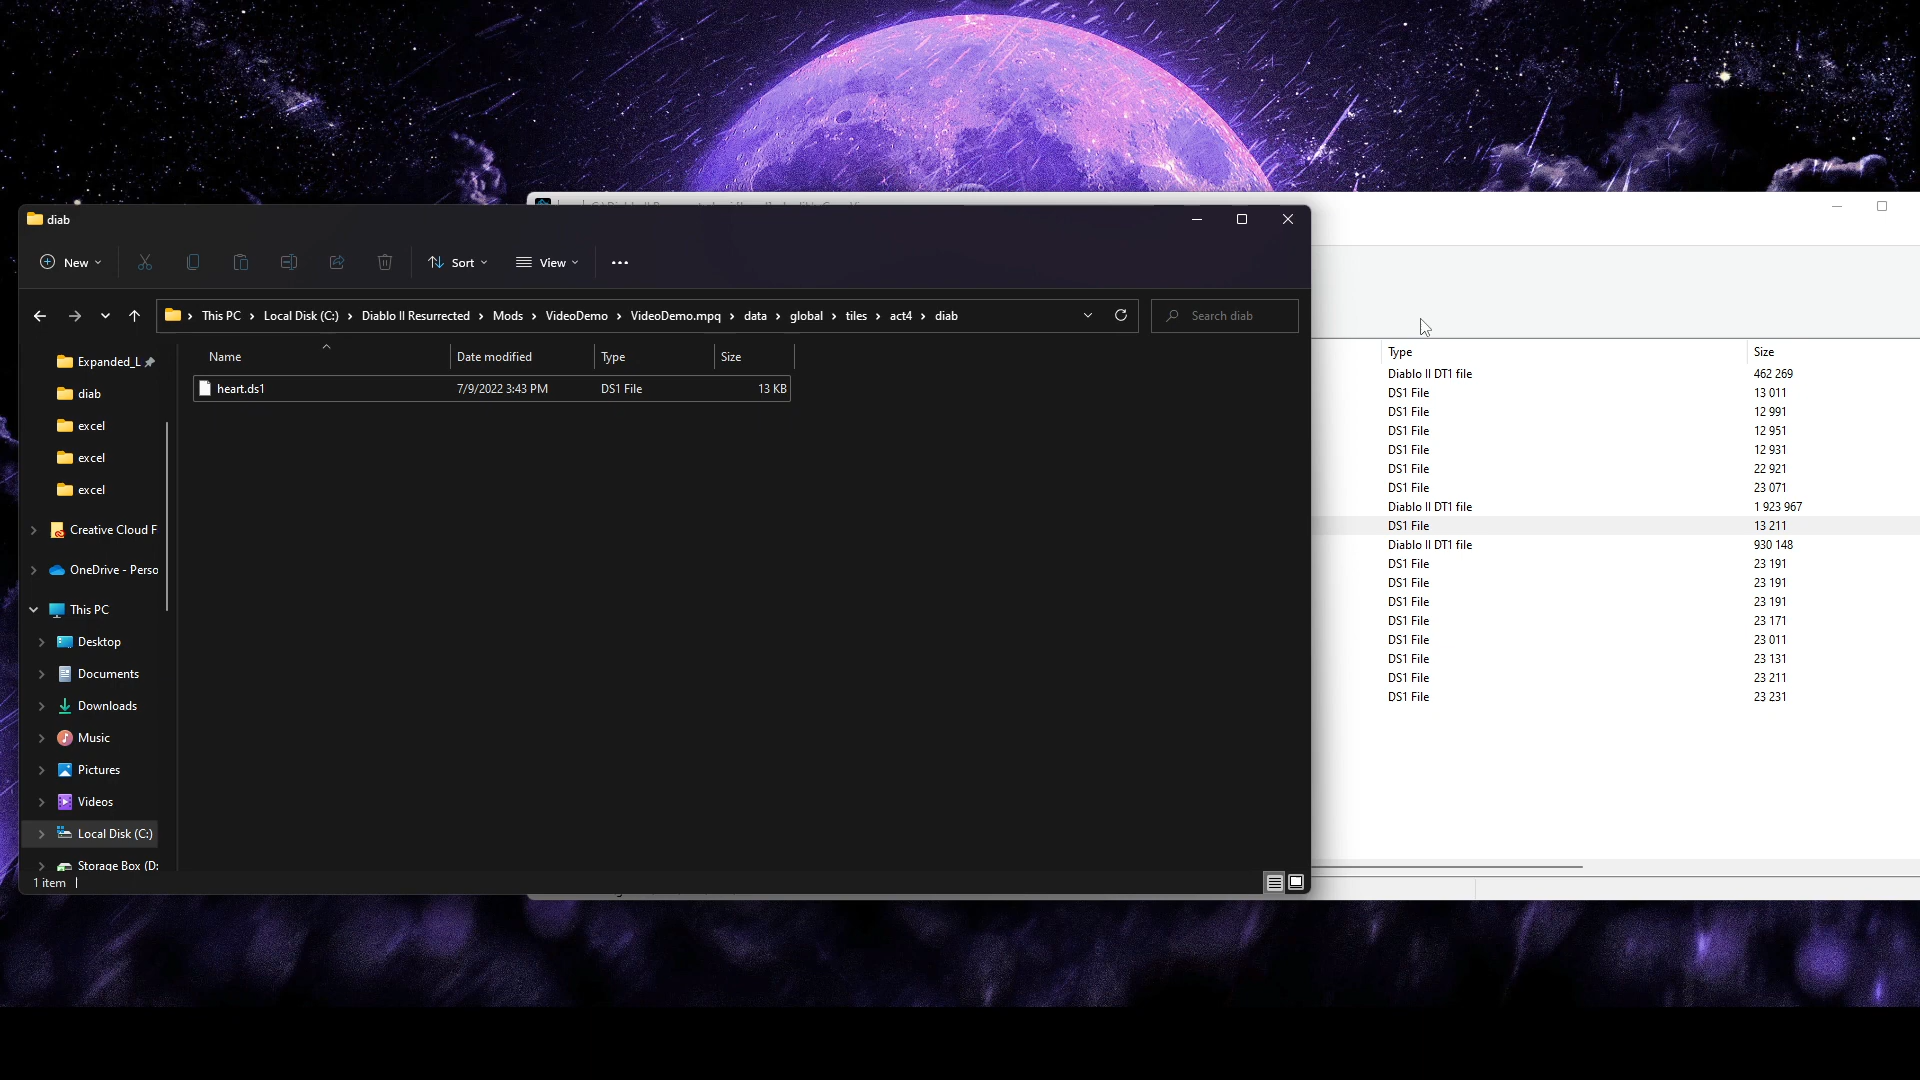 diab
New
Sort
View
This PC
Local Disk (C:)
Diablo II Resurrected
Mods
VideoDemo
VideoDemo.mpq
data
global
tiles
act4
diab
Search diab
Name
Date modified
Type
Size
heart.ds1
7/9/2022 3:43 PM
DS1 File
13 KB
Expanded_L
diab
excel
excel
excel
Creative Cloud F
OneDrive - Perso
This PC
Desktop
Documents
Downloads
Music
Pictures
Videos
Local Disk (C:)
Storage Box (D:
1 item
Type Size
Diablo II DT1 file 462 269
DS1 File 13 011
DS1 File 12 991
DS1 File 12 951
DS1 File 12 931
DS1 File 22 921
DS1 File 23 071
Diablo II DT1 file 1 923 967
DS1 File 13 211
Diablo II DT1 file 930 148
DS1 File 23 191
DS1 File 23 191
DS1 File 23 191
DS1 File 23 171
DS1 File 23 011
DS1 File 23 131
DS1 File 23 211
DS1 File 23 231